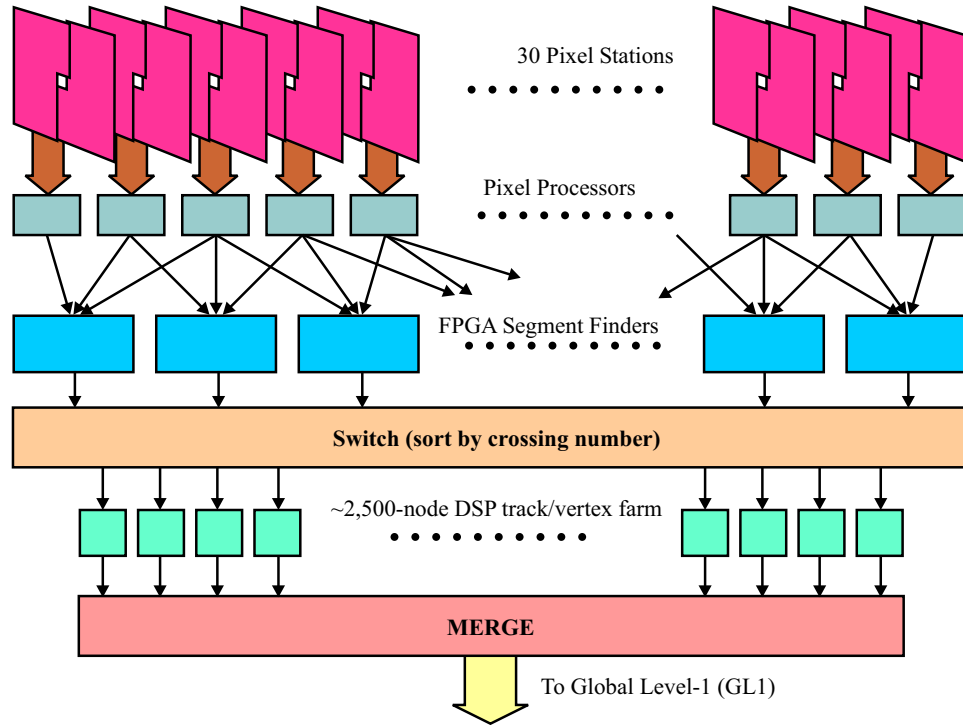 30 Pixel Stations
Pixel Processors
FPGA Segment Finders
Switch (sort by crossing number)
~2,500-node DSP track/vertex farm
MERGE
To Global Level-1 (GL1)